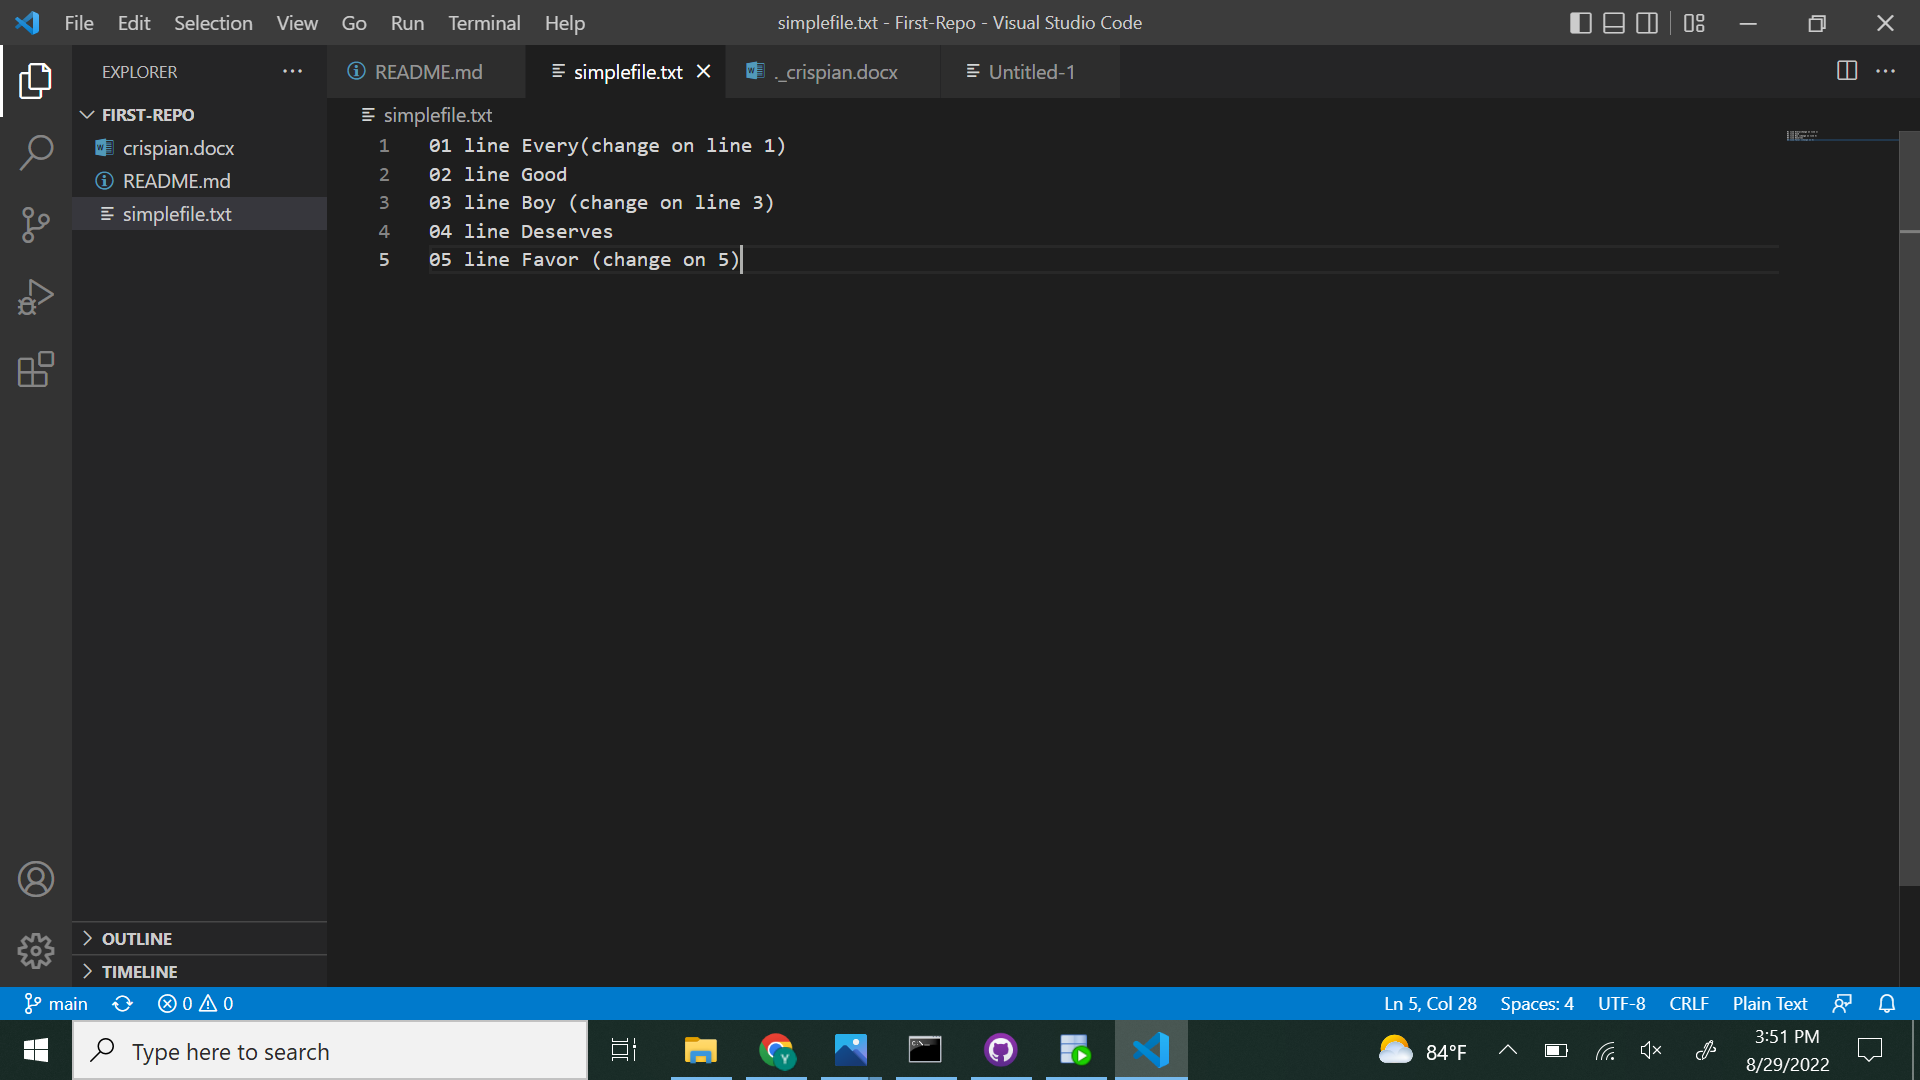 File Edit Selection View Go Run Terminal Help
simplefile.txt - First-Repo - Visual Studio Code
EXPLORER
README.md
simplefile.txt
._crispian.docx
Untitled-1
FIRST-REPO
crispian.docx
README.md
simplefile.txt
simplefile.txt
1 01 line Every(change on line 1)
2 02 line Good
3 03 line Boy (change on line 3)
4 04 line Deserves
5 05 line Favor (change on 5)
OUTLINE
TIMELINE
main 0 0 Ln 5, Col 28 Spaces: 4 UTF-8 CRLF Plain Text
Type here to search
84°F
3:51 PM
8/29/2022